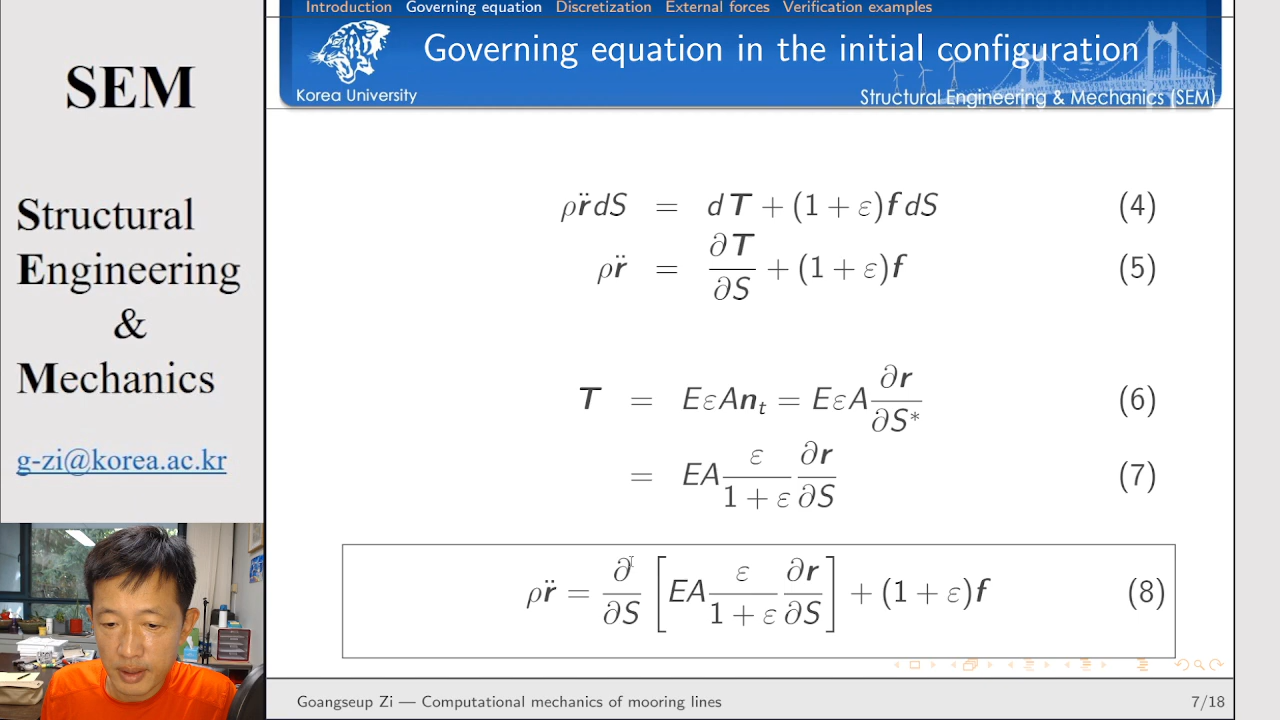 Introduction Governing equation Discretization External forces Verification examples
Governing equation in the initial configuration
Korea University
Structural Engineering & Mechanics (SEM)
SEM
Structural
Engineering
&
Mechanics
g-zi@korea.ac.kr
ρr̈dS = dT + (1 + ε)fdS (4)
ρr̈ = ∂T/∂S + (1 + ε)f (5)
T = EεAnₜ = EεA ∂r/∂S* (6)
= EA ε/(1 + ε) ∂r/∂S (7)
ρr̈ = ∂/∂S [EA ε/(1 + ε) ∂r/∂S] + (1 + ε)f (8)
Goangseup Zi — Computational mechanics of mooring lines 7/18